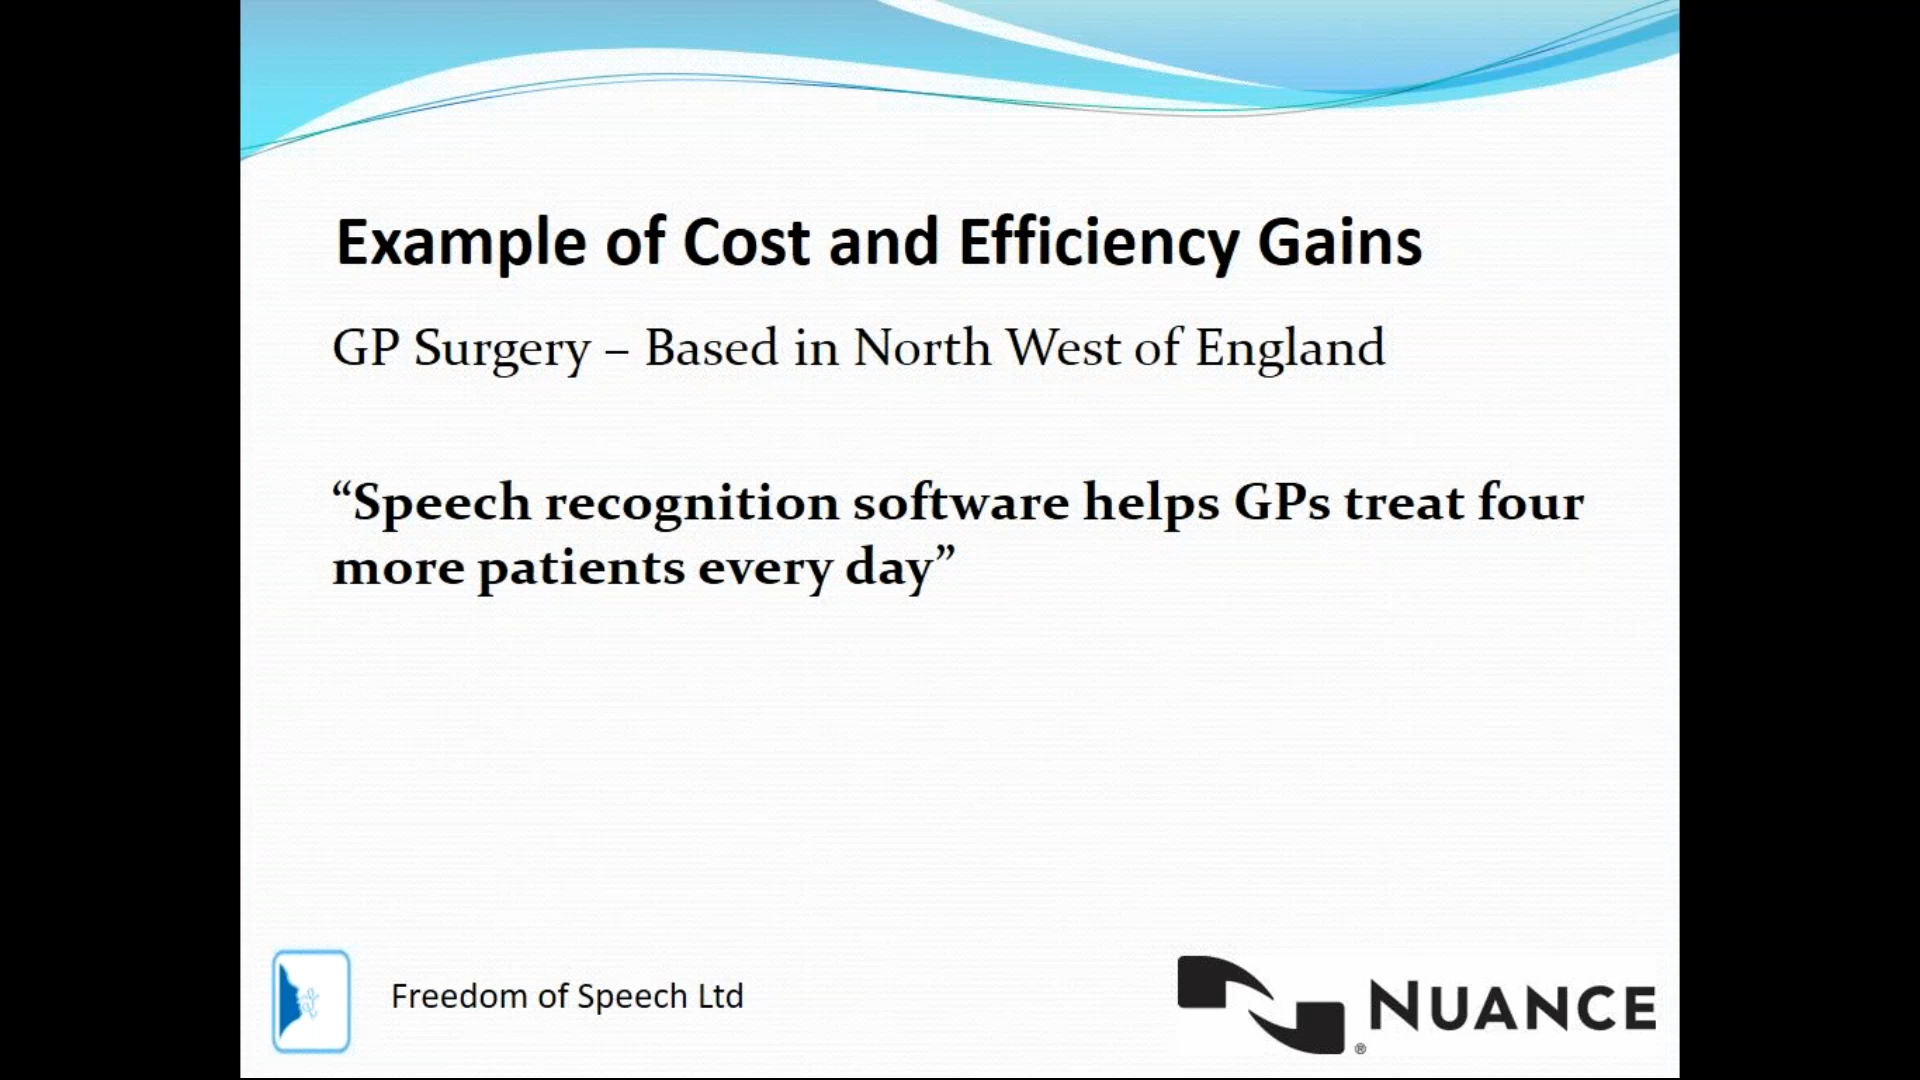 Example of Cost and Efficiency Gains
GP Surgery – Based in North West of England
“Speech recognition software helps GPs treat four
more patients every day”
Freedom of Speech Ltd
NUANCE
®